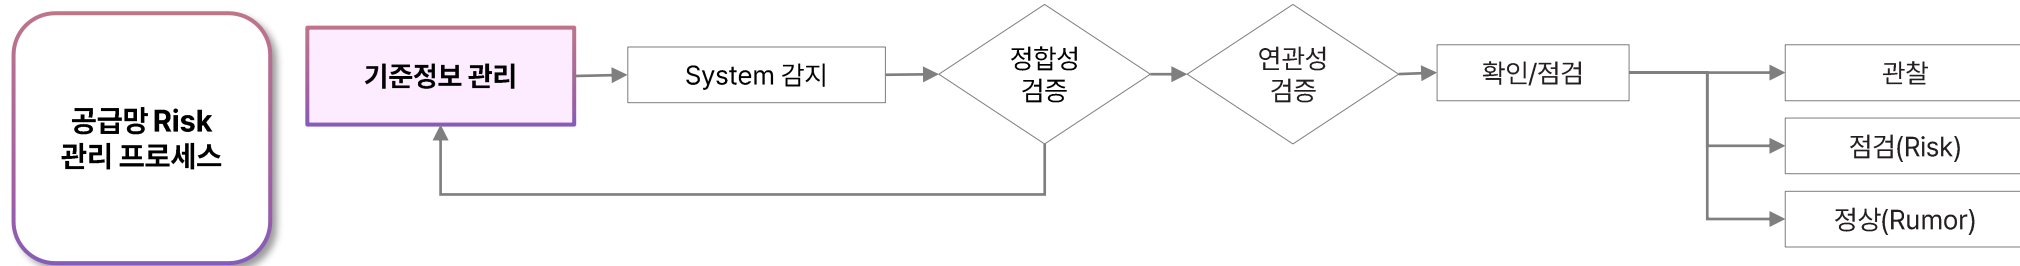 공급망 Risk
관리 프로세스
기준정보 관리
System 감지
정합성
검증
연관성
검증
확인/점검
관찰
점검(Risk)
정상(Rumor)